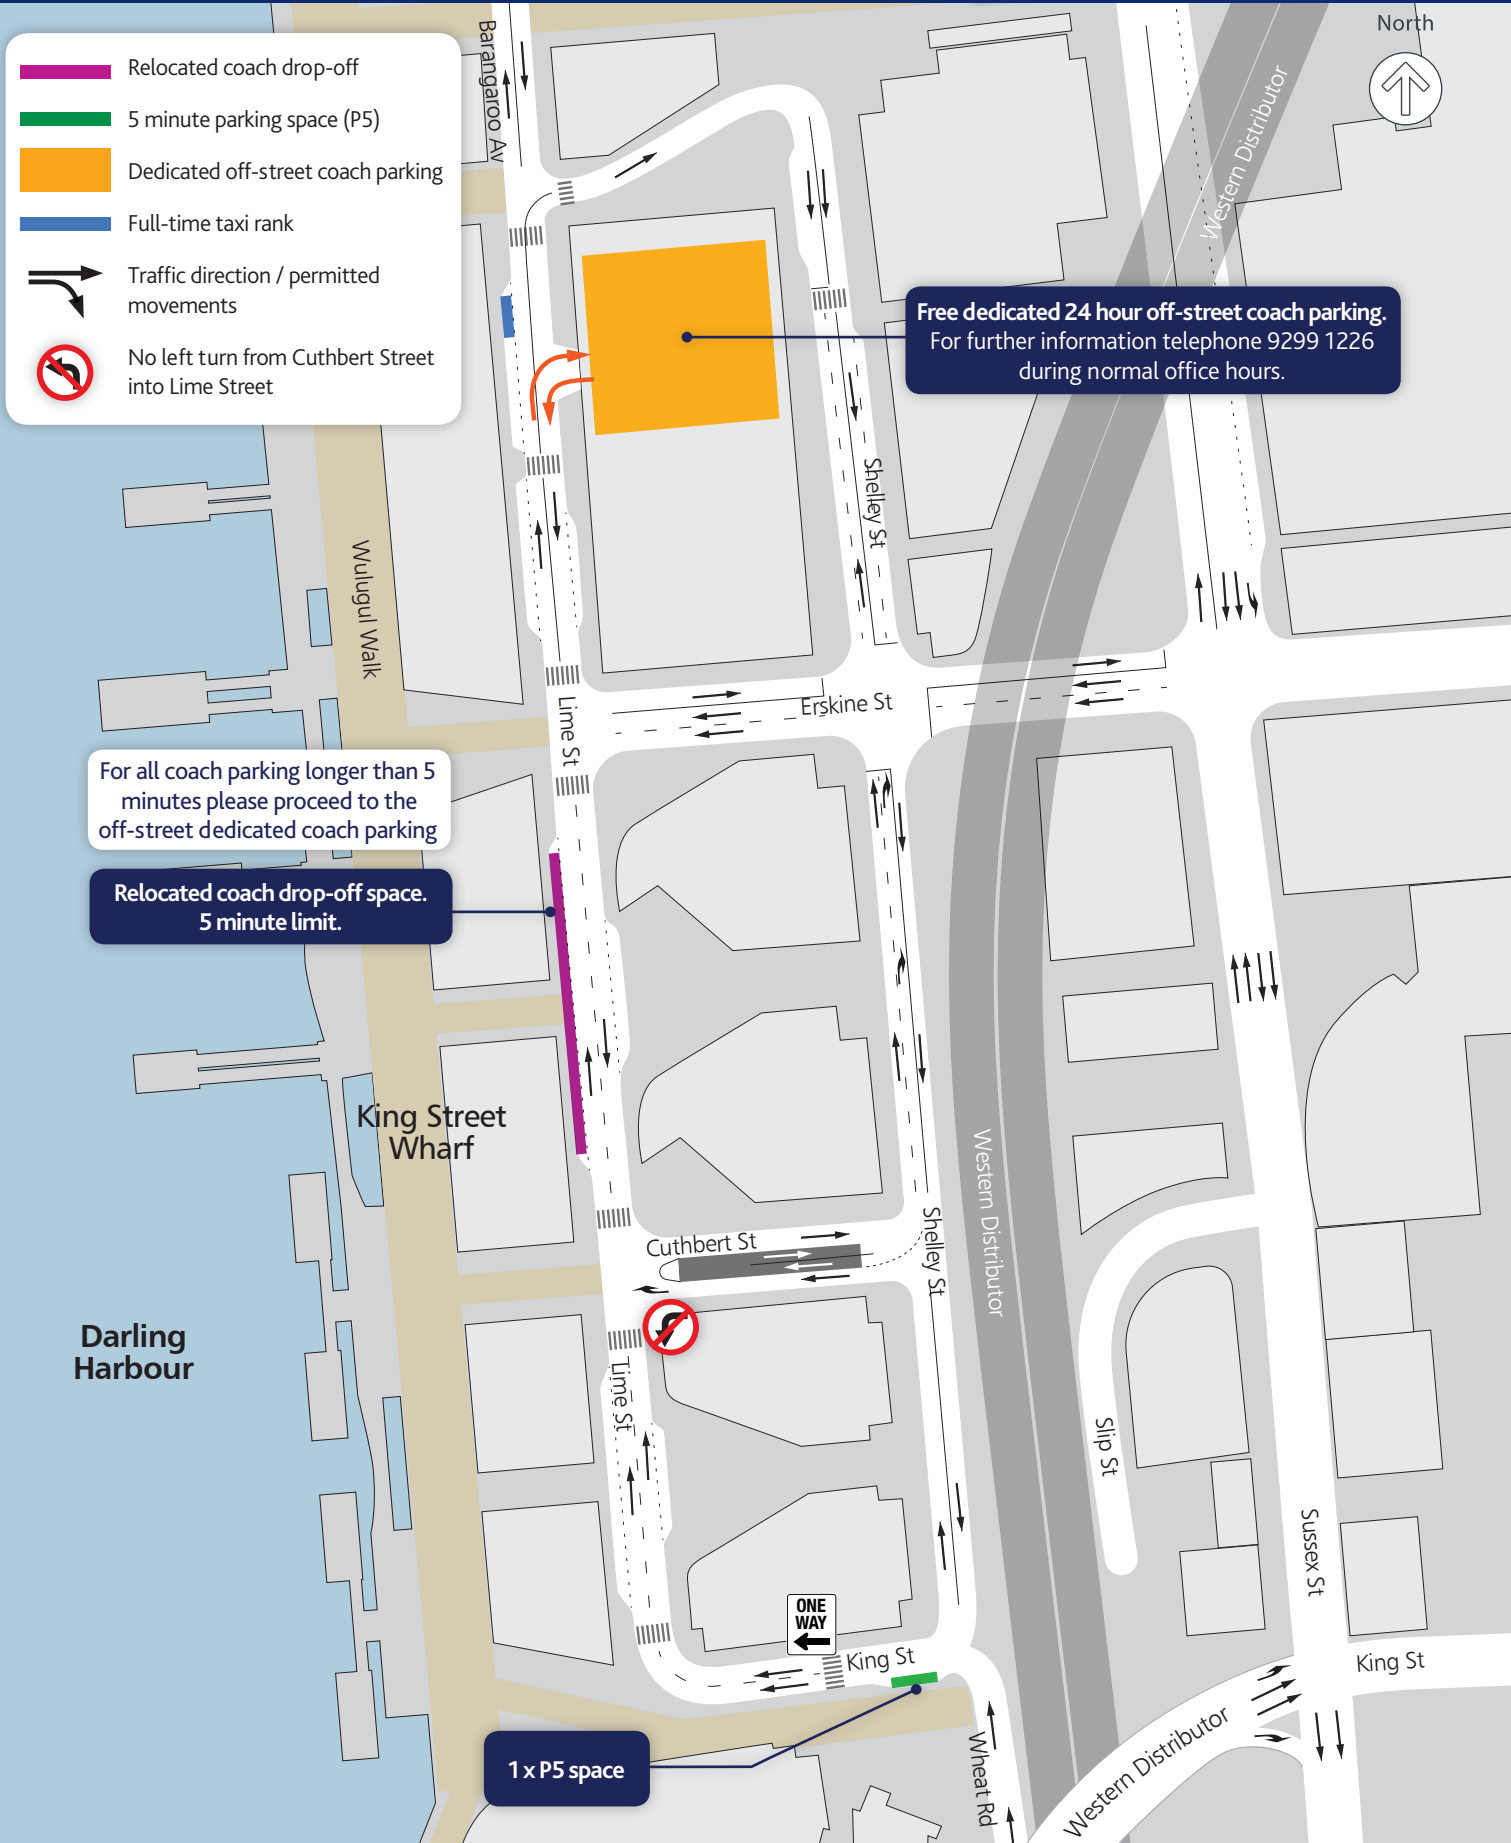 North
Relocated coach drop-off
5 minute parking space (P5)
Dedicated off-street coach parking
Full-time taxi rank
Traffic direction / permitted
movements
No left turn from Cuthbert Street
into Lime Street
Barangaroo Av
Western Distributor
Free dedicated 24 hour off-street coach parking.
For further information telephone 9299 1226
during normal office hours.
Shelley St
Wulugul Walk
Erskine St
Lime St
For all coach parking longer than 5
minutes please proceed to the
off-street dedicated coach parking
Relocated coach drop-off space.
5 minute limit.
King Street
Wharf
Western Distributor
Cuthbert St
Shelley St
Darling
Harbour
Lime St
Slip St
Sussex St
ONE
WAY
King St
King St
1 x P5 space
Wheat Rd
Western Distributor